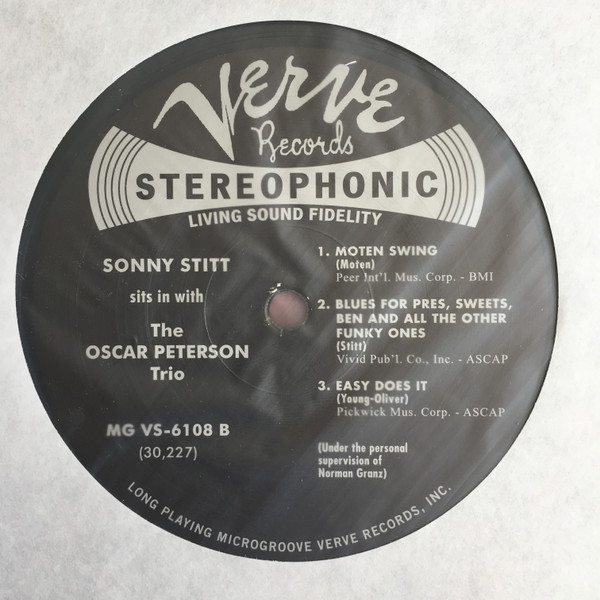 Verve
Records
STEREOPHONIC
LIVING SOUND FIDELITY
SONNY STITT
sits in with
The
OSCAR PETERSON
Trio
MG VS-6108 B
(30,227)
1. MOTEN SWING
(Moten)
Peer Int'l. Mus. Corp. - BMI
2. BLUES FOR PRES, SWEETS,
BEN AND ALL THE OTHER
FUNKY ONES
(Stitt)
Vivid Pub'l. Co., Inc. - ASCAP
3. EASY DOES IT
(Young-Oliver)
Pickwick Mus. Corp. - ASCAP
(Under the personal
supervision of
Norman Granz)
LONG PLAYING MICROGROOVE VERVE RECORDS, INC.